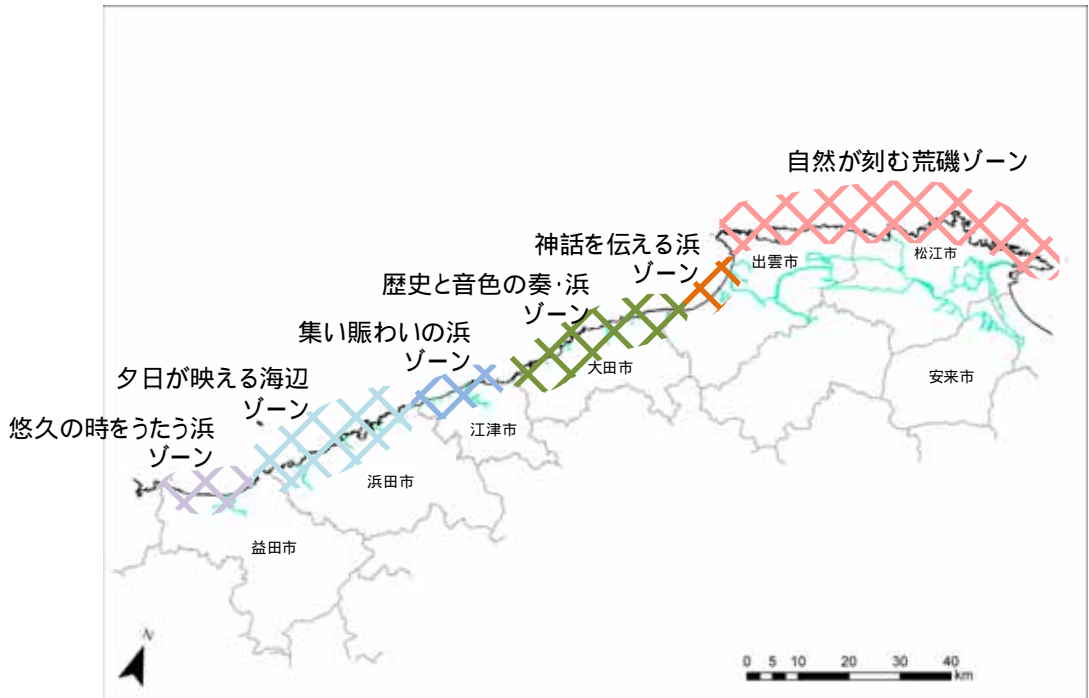 自然が刻む荒磯ゾーン
神話を伝える浜
ゾーン
歴史と音色の奏・浜
ゾーン
集い賑わいの浜
ゾーン
夕日が映える海辺
ゾーン
悠久の時をうたう浜
ゾーン
出雲市
松江市
大田市
安来市
江津市
浜田市
益田市
N
0 5 10 20 30 40
km